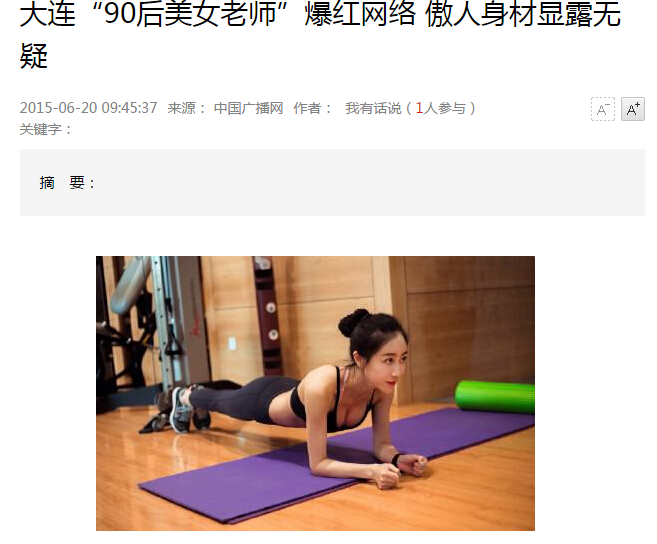 大连“90后美女老师”爆红网络 傲人身材显露无
疑
2015-06-20 09:45:37 来源： 中国广播网 作者： 我有话说（1人参与）
A- A+
关键字：
摘 要：